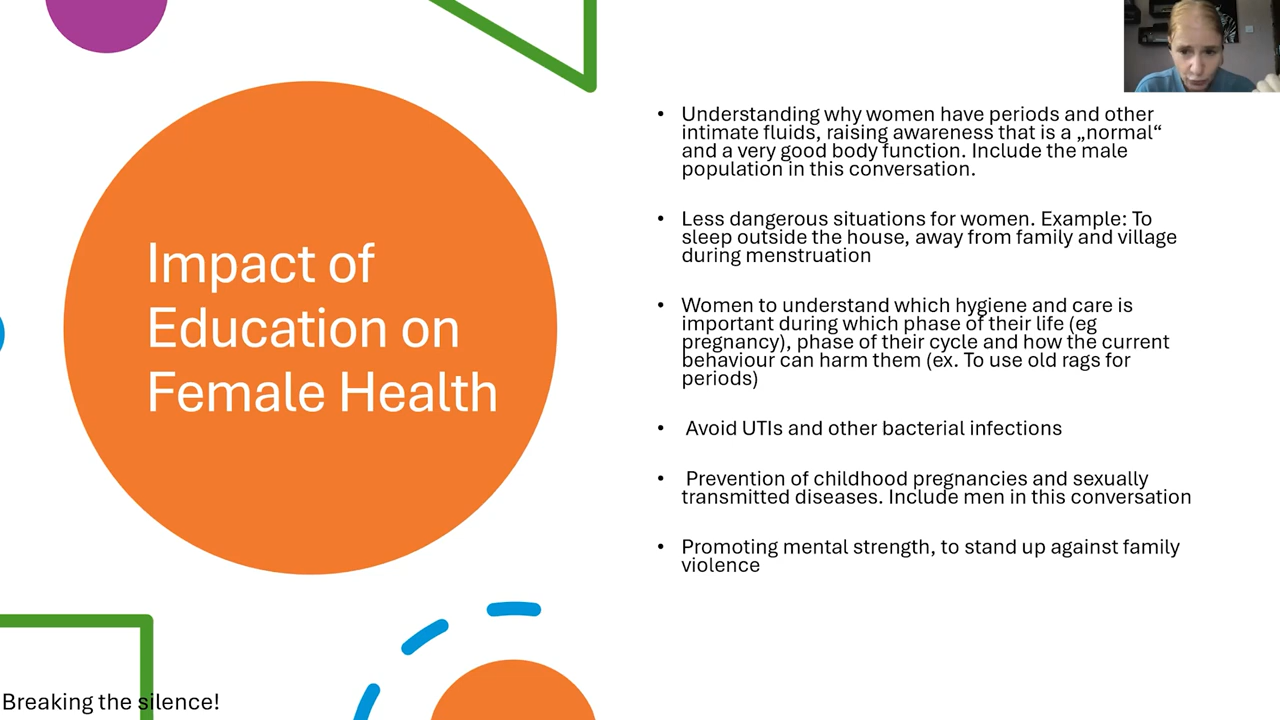 Impact of
Education on
Female Health
• Understanding why women have periods and other
intimate fluids, raising awareness that is a „normal“
and a very good body function. Include the male
population in this conversation.
• Less dangerous situations for women. Example: To
sleep outside the house, away from family and village
during menstruation
• Women to understand which hygiene and care is
important during which phase of their life (eg
pregnancy), phase of their cycle and how the current
behaviour can harm them (ex. To use old rags for
periods)
• Avoid UTIs and other bacterial infections
• Prevention of childhood pregnancies and sexually
transmitted diseases. Include men in this conversation
• Promoting mental strength, to stand up against family
violence
Breaking the silence!